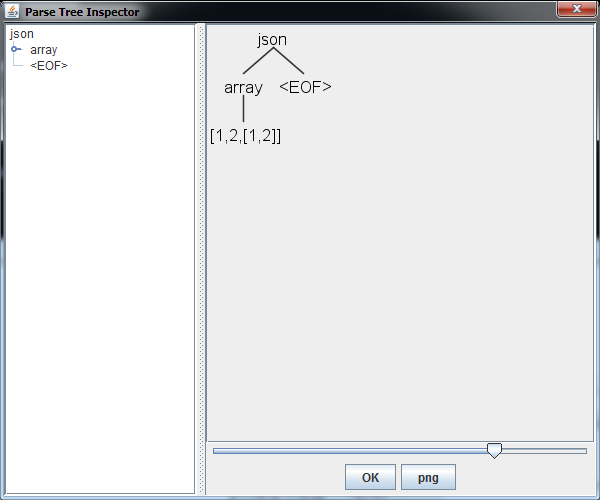 Parse Tree Inspector
json
array
<EOF>
json
array <EOF>
[1,2,[1,2]]
OK png